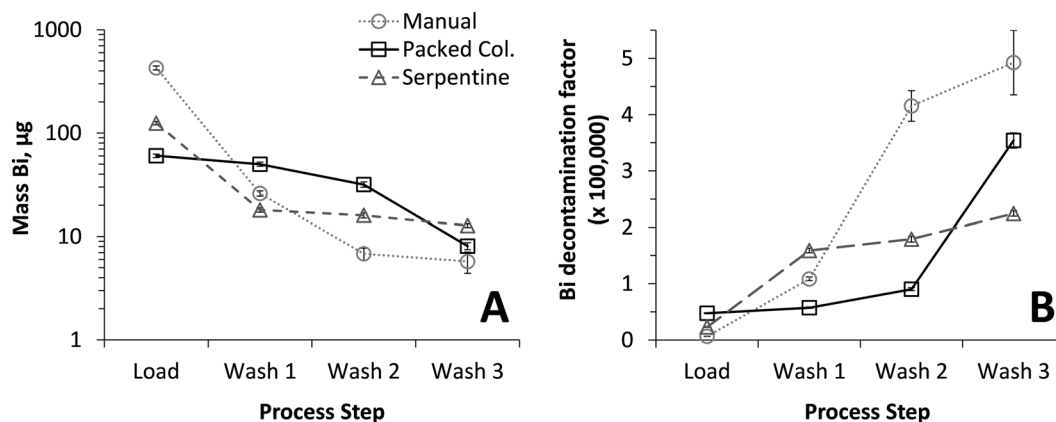 1000
100
10
1
Mass Bi, µg
Manual
Packed Col.
Serpentine
A
Load Wash 1 Wash 2 Wash 3
Process Step
5
4
3
2
1
0
Bi decontamination factor
(x 100,000)
B
Load Wash 1 Wash 2 Wash 3
Process Step